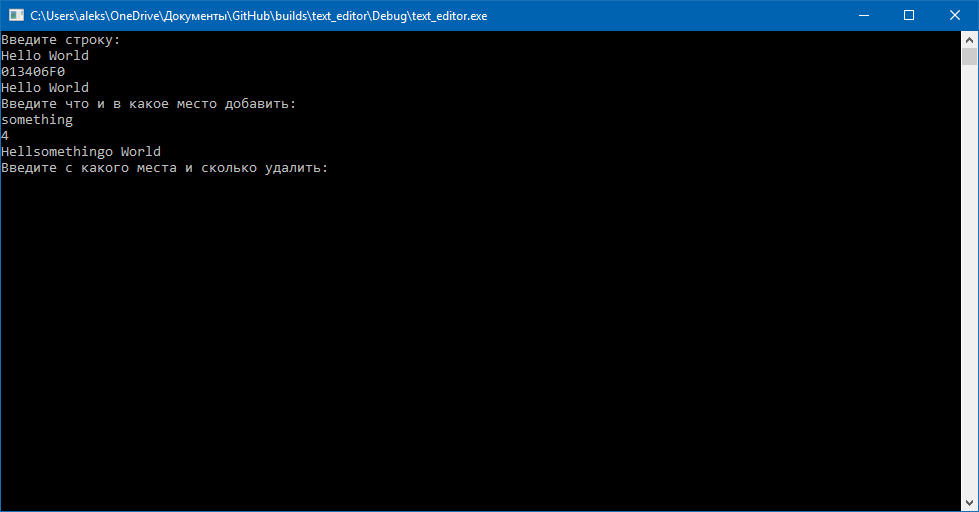 C:\Users\aleks\OneDrive\Документы\GitHub\builds\text_editor\Debug\text_editor.exe
Введите строку:
Hello World
013406F0
Hello World
Введите что и в какое место добавить:
something
4
Hellsomethingo World
Введите с какого места и сколько удалить: